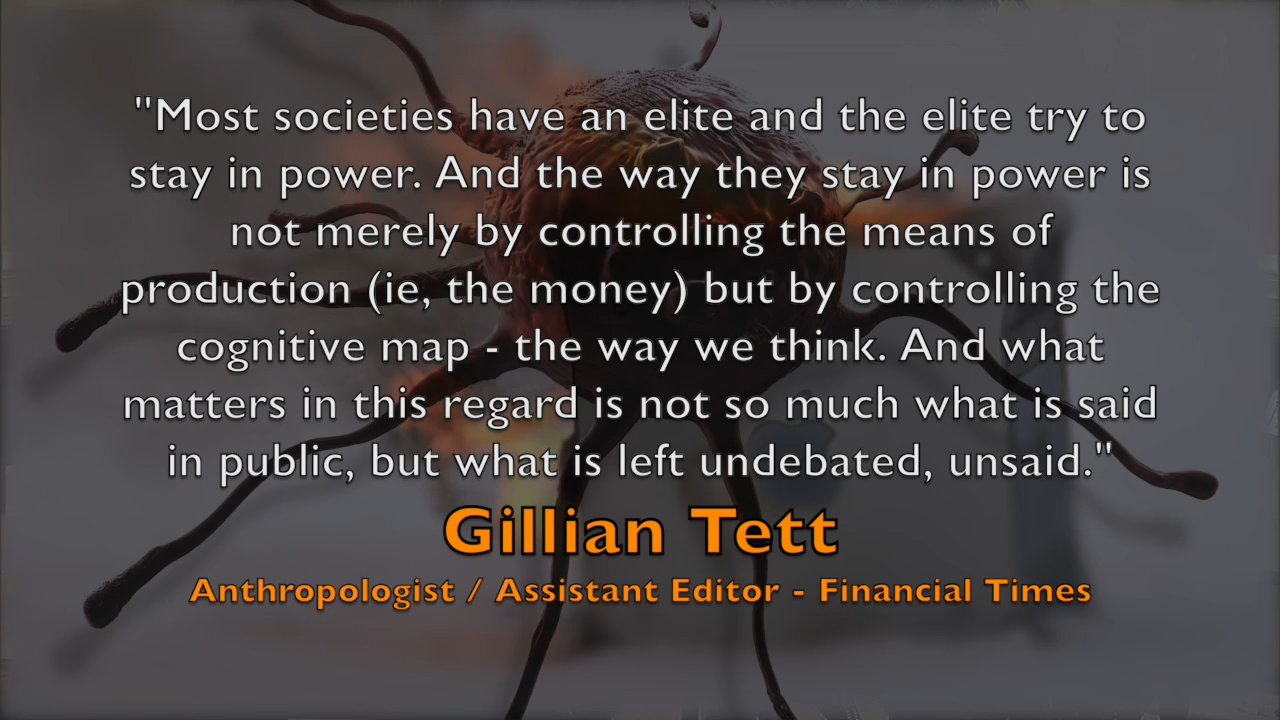 "Most societies have an elite and the elite try to
stay in power. And the way they stay in power is
not merely by controlling the means of
production (ie, the money) but by controlling the
cognitive map - the way we think. And what
matters in this regard is not so much what is said
in public, but what is left undebated, unsaid."
Gillian Tett
Anthropologist / Assistant Editor - Financial Times